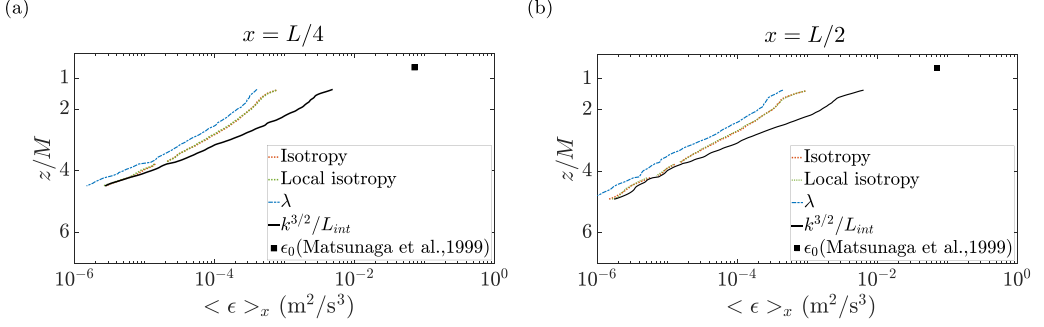 (a)
x = L/4
1
2
4
6
z/M
Isotropy
Local isotropy
λ
k^{3/2}/L_{int}
ϵ_0(Matsunaga et al.,1999)
10^{-6} 10^{-4} 10^{-2} 10^0
< ϵ >_x (m^2/s^3)
(b)
x = L/2
1
2
4
6
z/M
Isotropy
Local isotropy
λ
k^{3/2}/L_{int}
ϵ_0(Matsunaga et al.,1999)
10^{-6} 10^{-4} 10^{-2} 10^0
< ϵ >_x (m^2/s^3)